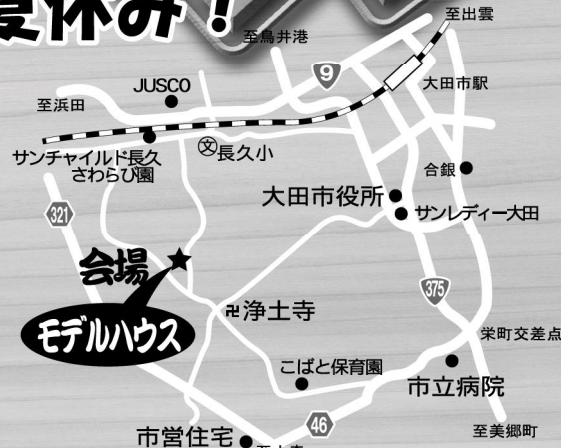 夏休み！
至出雲
至鳥井港
9
大田市駅
JUSCO
至浜田
サンチャイルド長久
さわらび園
文長久小
合銀
大田市役所
サンレディー大田
321
会場
モデルハウス
375
卍浄土寺
栄町交差点
こばと保育園
市立病院
46
市営住宅
至美郷町